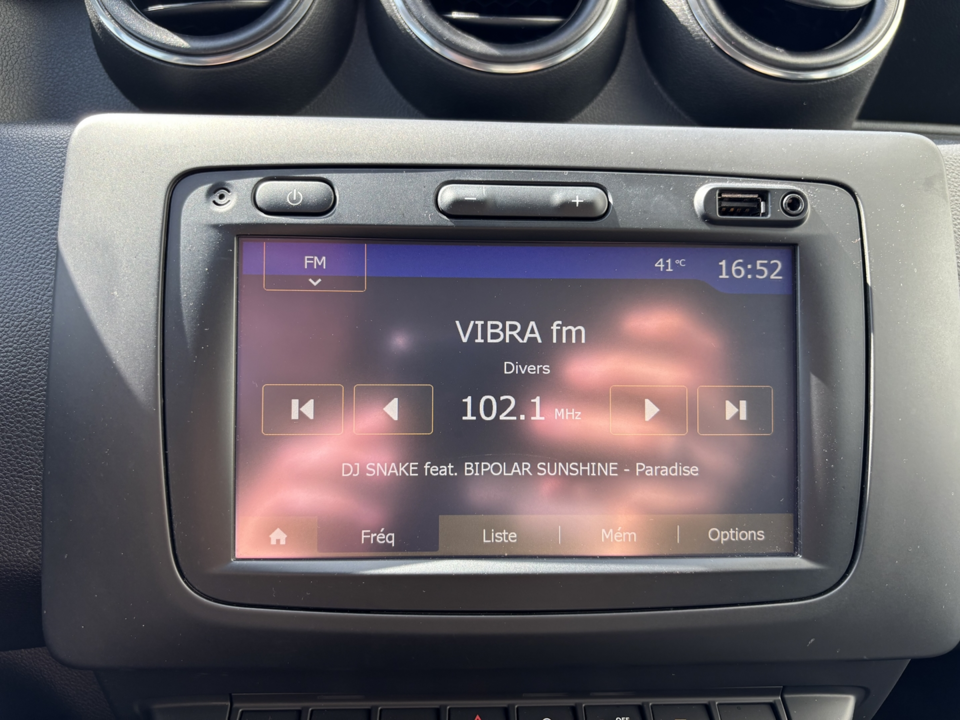 FM
41°C
16:52
VIBRA fm
Divers
102.1 MHz
DJ SNAKE feat. BIPOLAR SUNSHINE - Paradise
Fréq
Liste
Mém
Options
OFF